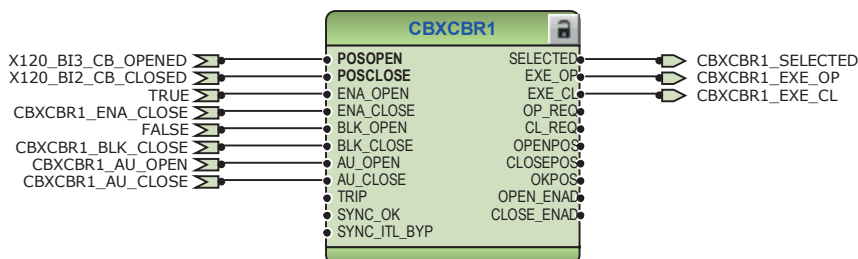 CBXCBR1
X120_BI3_CB_OPENED POSOPEN SELECTED CBXCBR1_SELECTED
X120_BI2_CB_CLOSED POSCLOSE EXE_OP CBXCBR1_EXE_OP
TRUE ENA_OPEN EXE_CL CBXCBR1_EXE_CL
CBXCBR1_ENA_CLOSE ENA_CLOSE OP_REQ
FALSE BLK_OPEN CL_REQ
CBXCBR1_BLK_CLOSE BLK_CLOSE OPENPOS
CBXCBR1_AU_OPEN AU_OPEN CLOSEPOS
CBXCBR1_AU_CLOSE AU_CLOSE OKPOS
TRIP OPEN_ENAD
SYNC_OK CLOSE_ENAD
SYNC_ITL_BYP